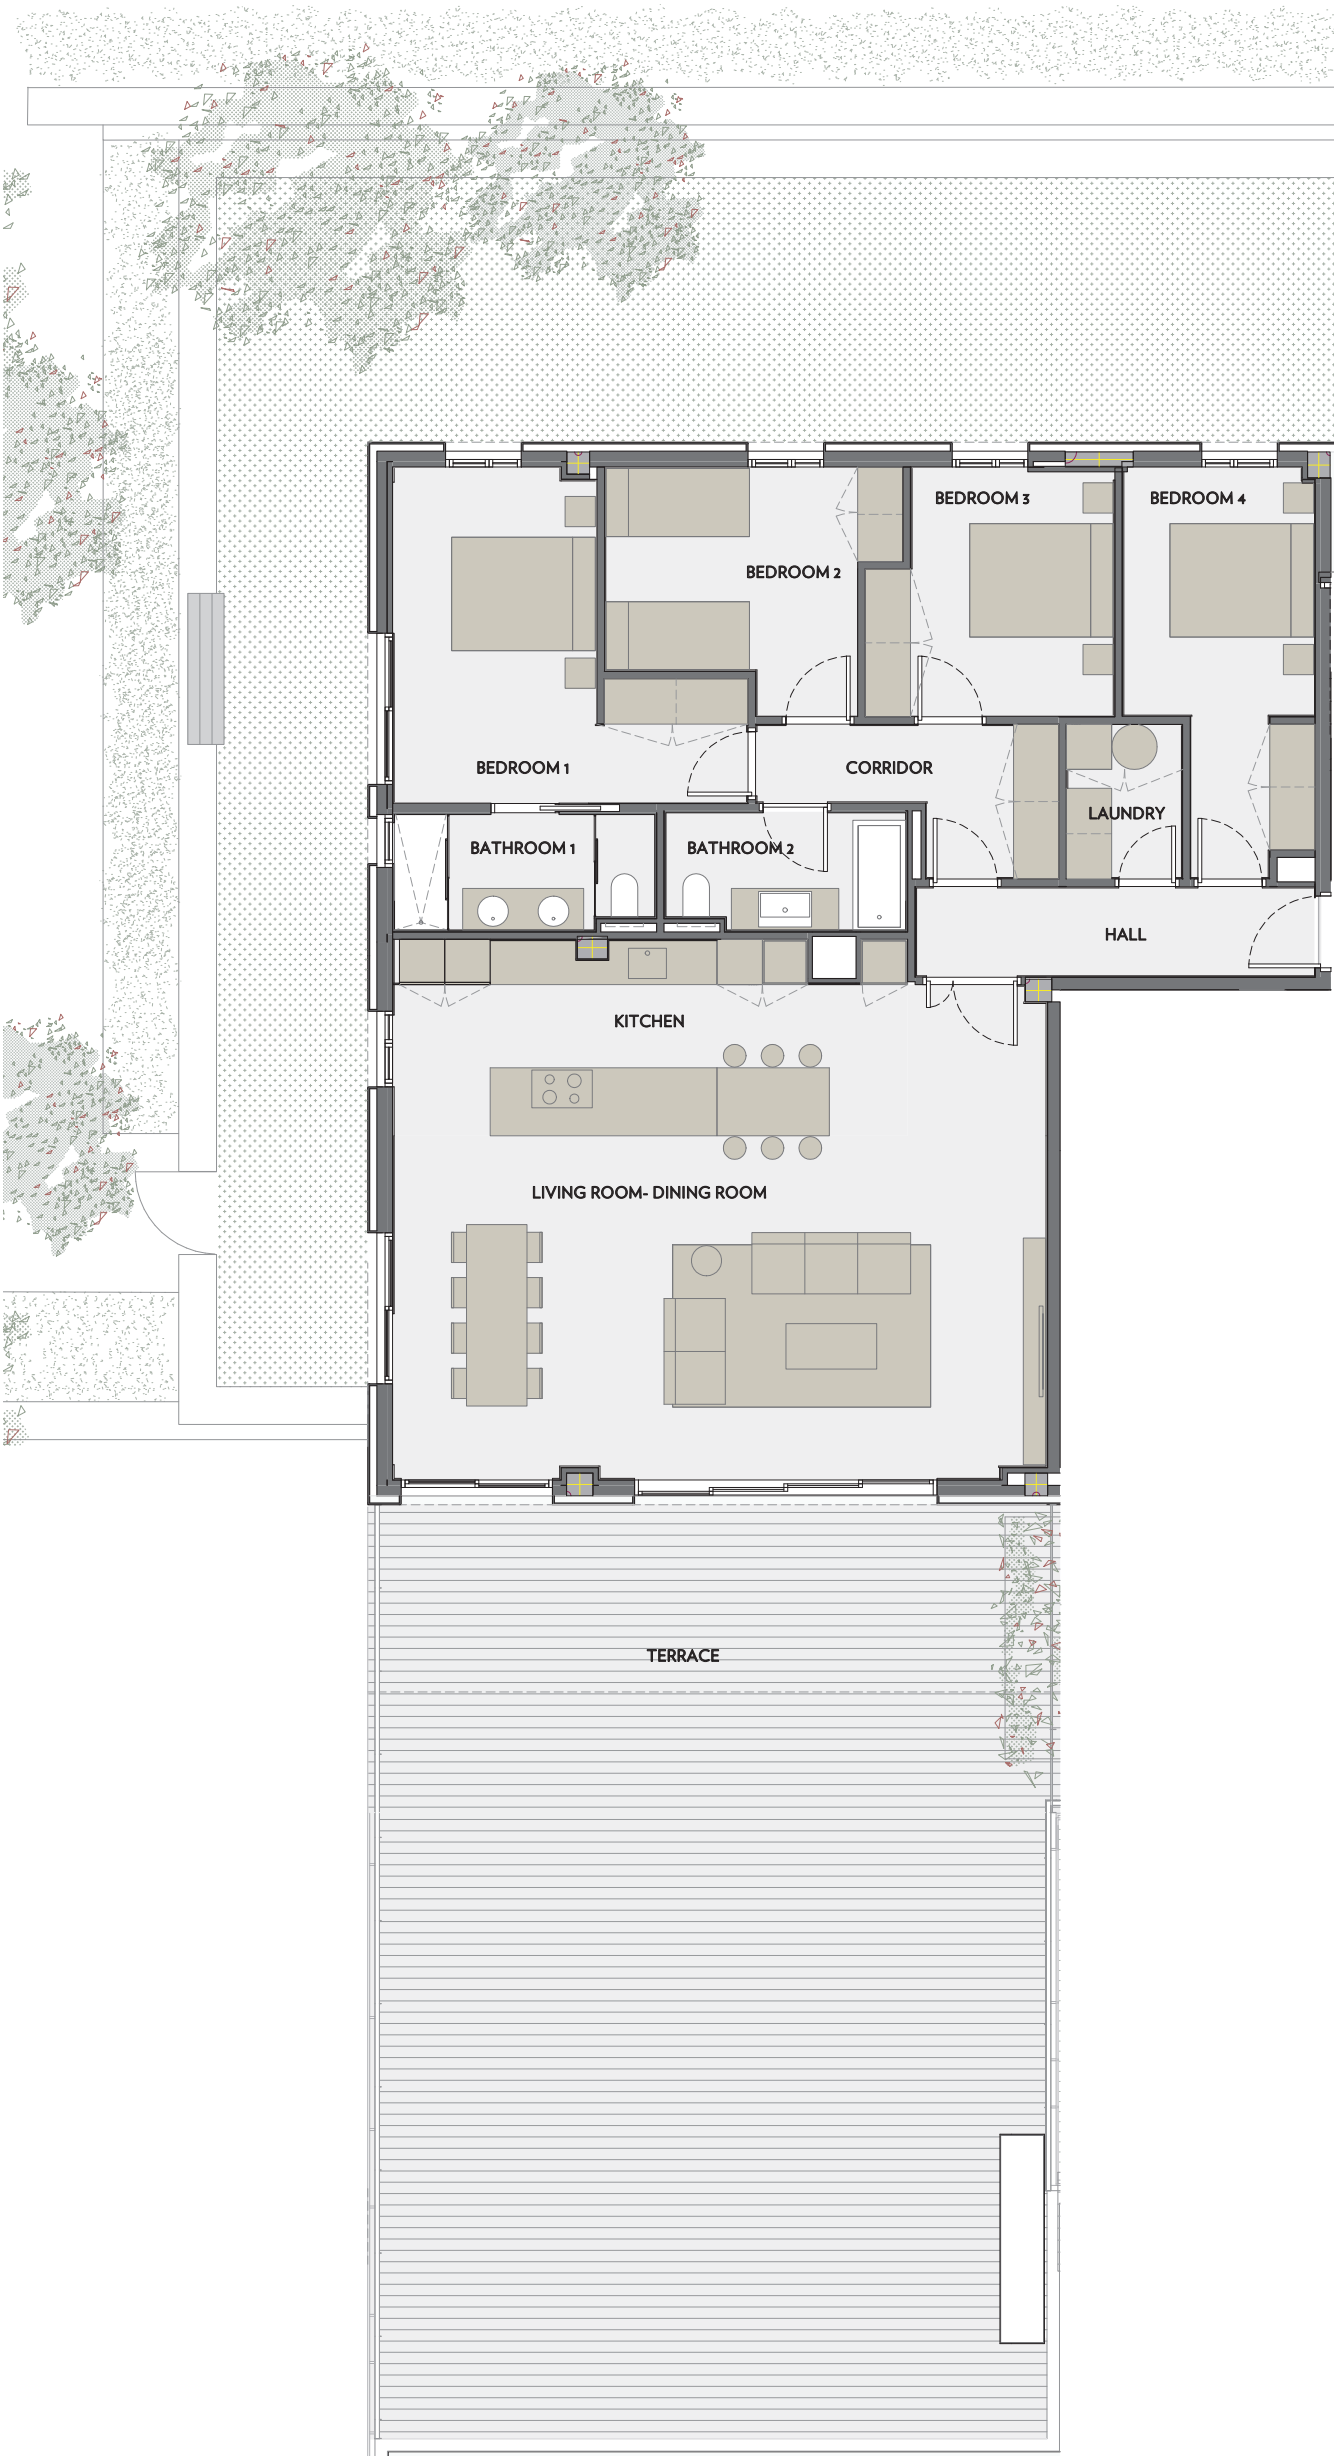 BEDROOM 3
BEDROOM 4
BEDROOM 2
BEDROOM 1
CORRIDOR
LAUNDRY
BATHROOM 1
BATHROOM 2
HALL
KITCHEN
LIVING ROOM- DINING ROOM
TERRACE